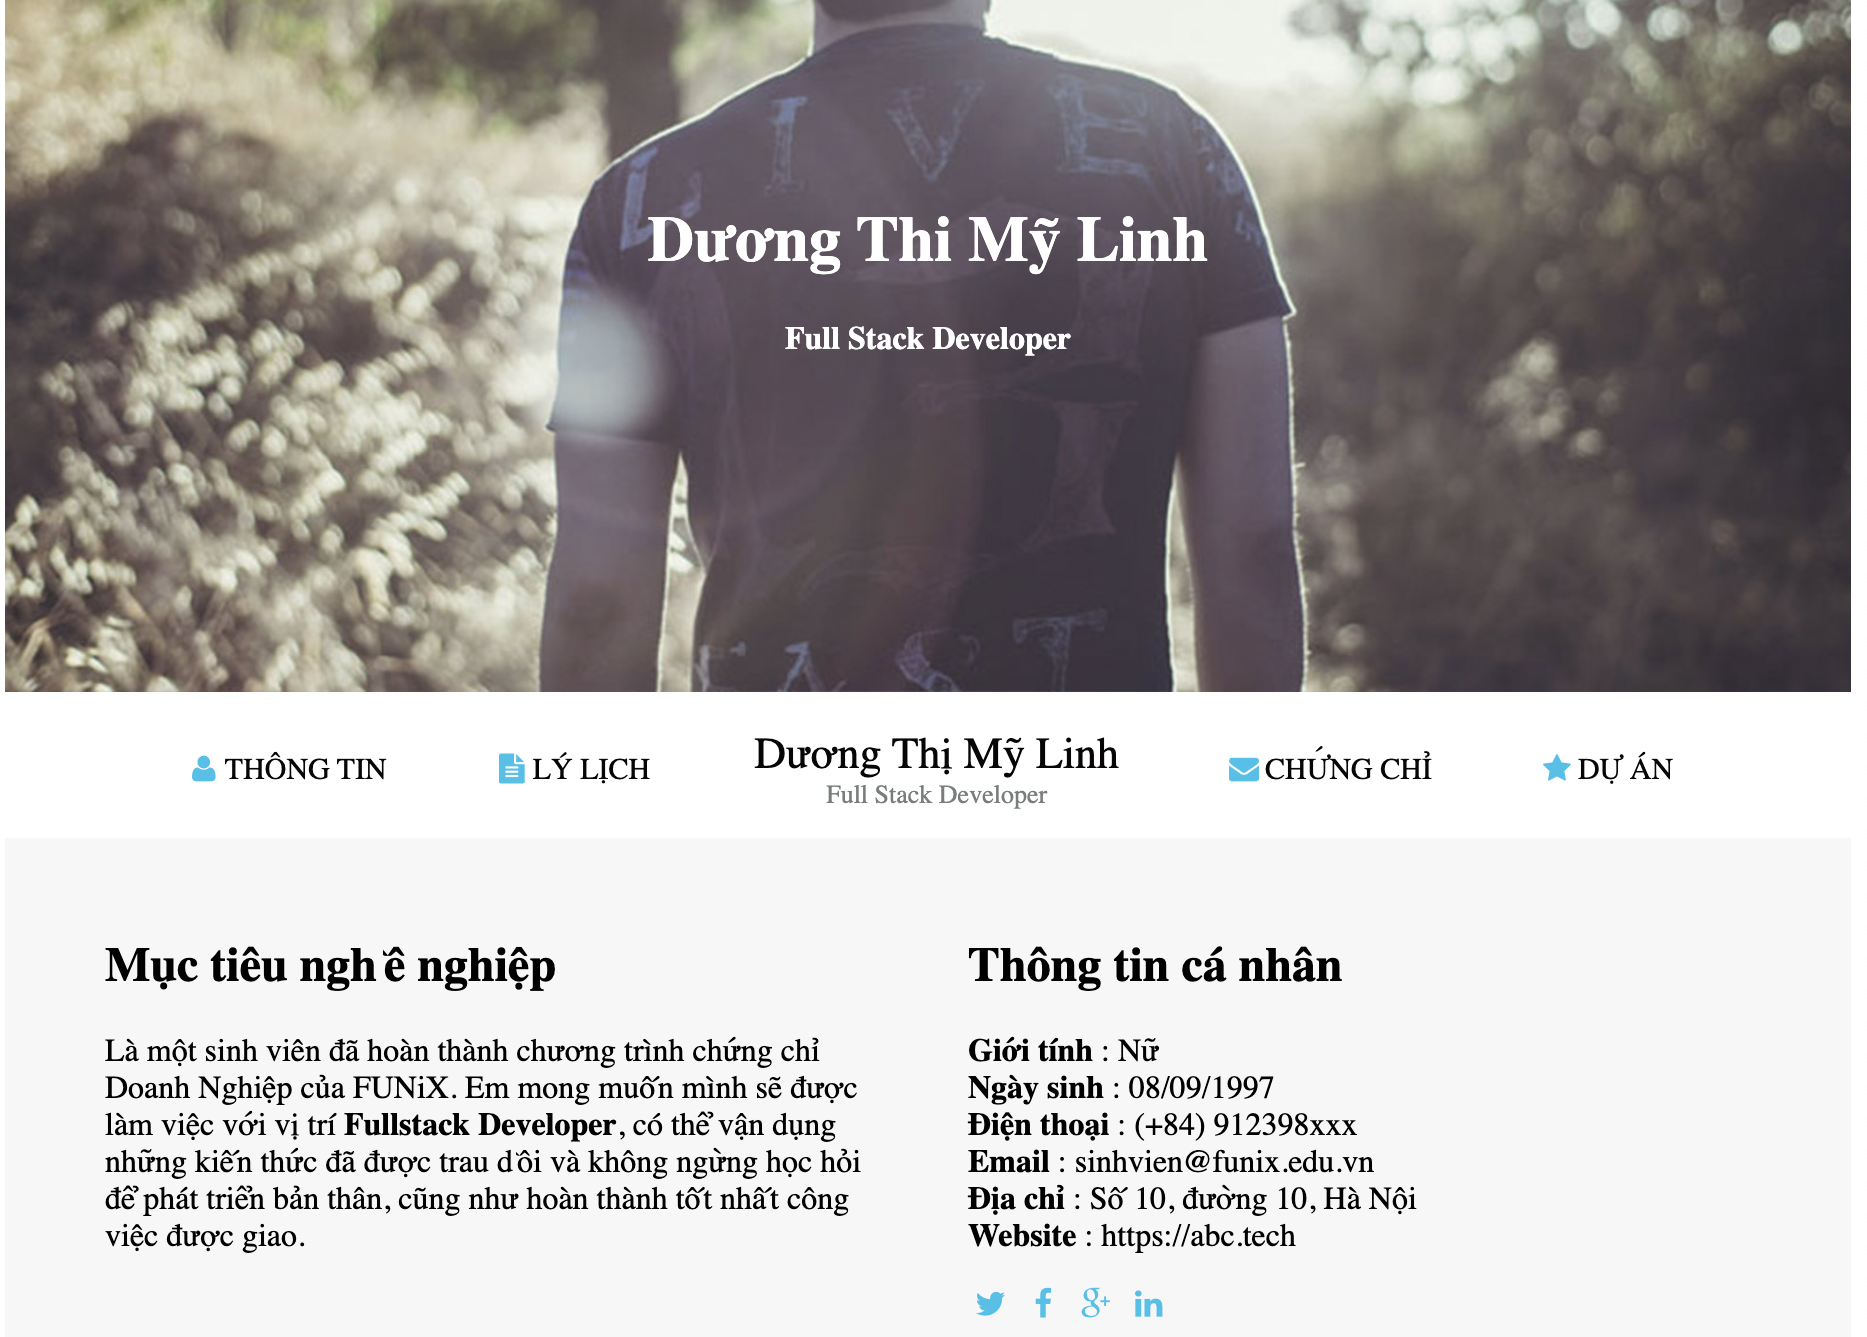 LIVE
Dương Thi Mỹ Linh
Full Stack Developer
FAST
THÔNG TIN
LÝ LỊCH
Dương Thị Mỹ Linh
Full Stack Developer
CHỨNG CHỈ
DỰ ÁN
Mục tiêu nghề nghiệp
Là một sinh viên đã hoàn thành chương trình chứng chỉ
Doanh Nghiệp của FUNiX. Em mong muốn mình sẽ được
làm việc với vị trí Fullstack Developer, có thể vận dụng
những kiến thức đã được trau dồi và không ngừng học hỏi
để phát triển bản thân, cũng như hoàn thành tốt nhất công
việc được giao.
Thông tin cá nhân
Giới tính : Nữ
Ngày sinh : 08/09/1997
Điện thoại : (+84) 912398xxx
Email : sinhvien@funix.edu.vn
Địa chỉ : Số 10, đường 10, Hà Nội
Website : https://abc.tech